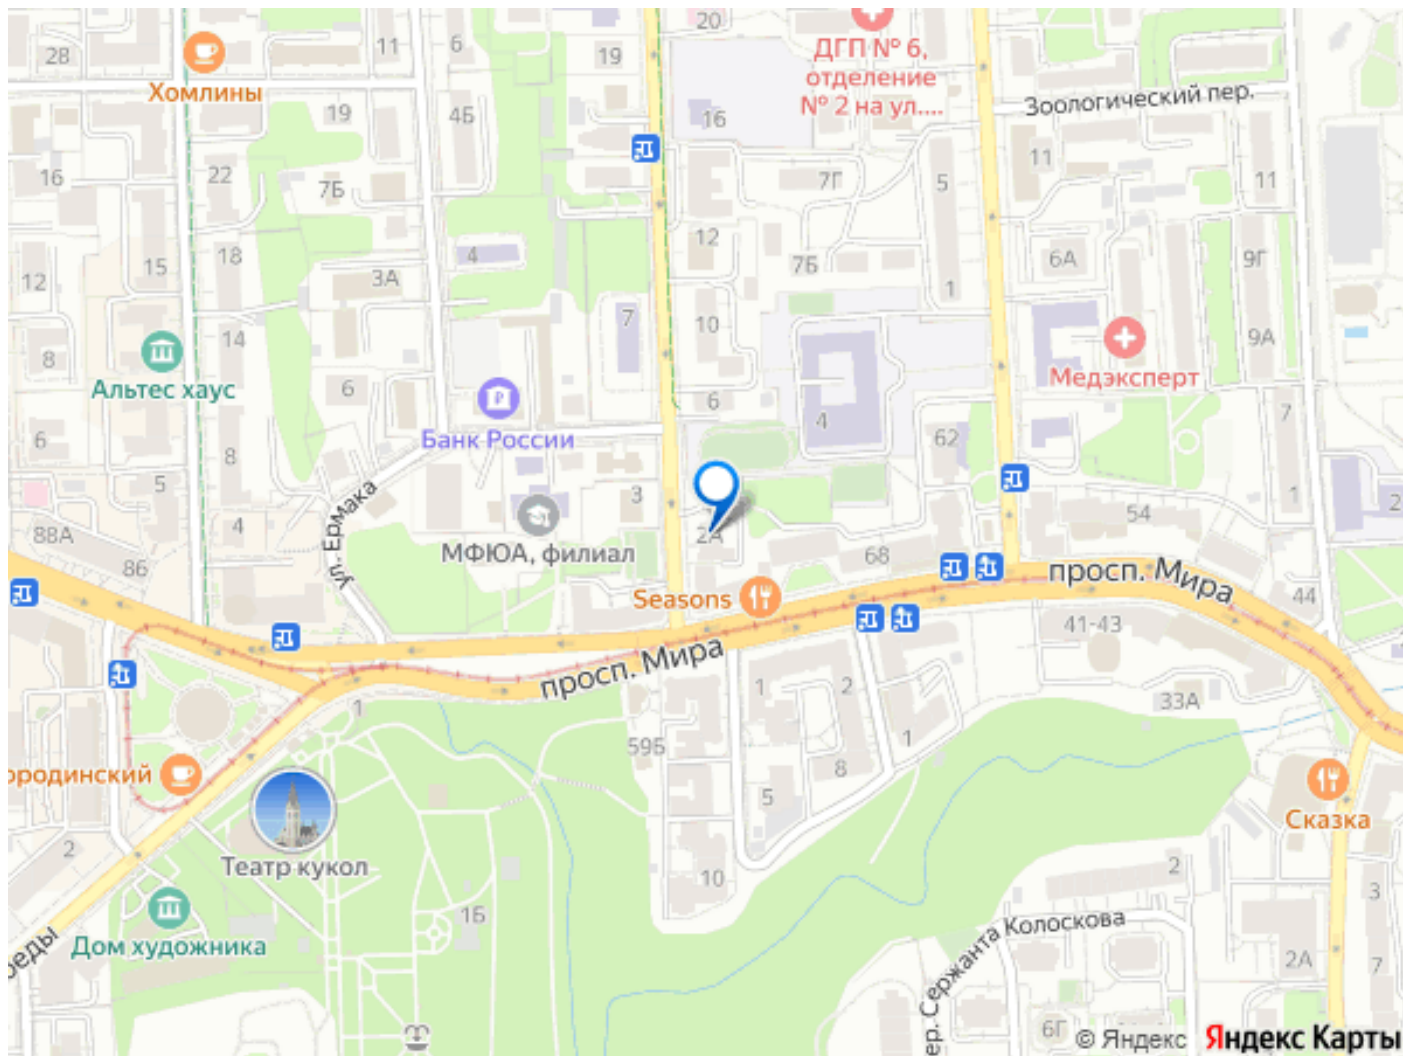 20
ДГП № 6,
отделение
№ 2 на ул....
28
11
6
19
Хомлины
Зоологический пер.
19
4Б
16
11
16
22
7Б
7Г
5
11
12
15
18
3А
4
12
7Б
6А
9Г
1
8
14
7
10
9А
Альтес хаус
6
6
4
Медэксперт
7
6
8
Банк России
62
5
3
1
2
88А
4
ул. Ермака
МФЮА, филиал
2А
68
54
86
Seasons
просп. Мира
44
41-43
просп. Мира
1
1
2
33А
59Б
1
ородинский
8
5
Сказка
2
Театр кукол
10
2
3
1Б
Дом художника
беды
ер. Сержанта Колоскова
2А
7
6Г
© Яндекс
Яндекс Карты